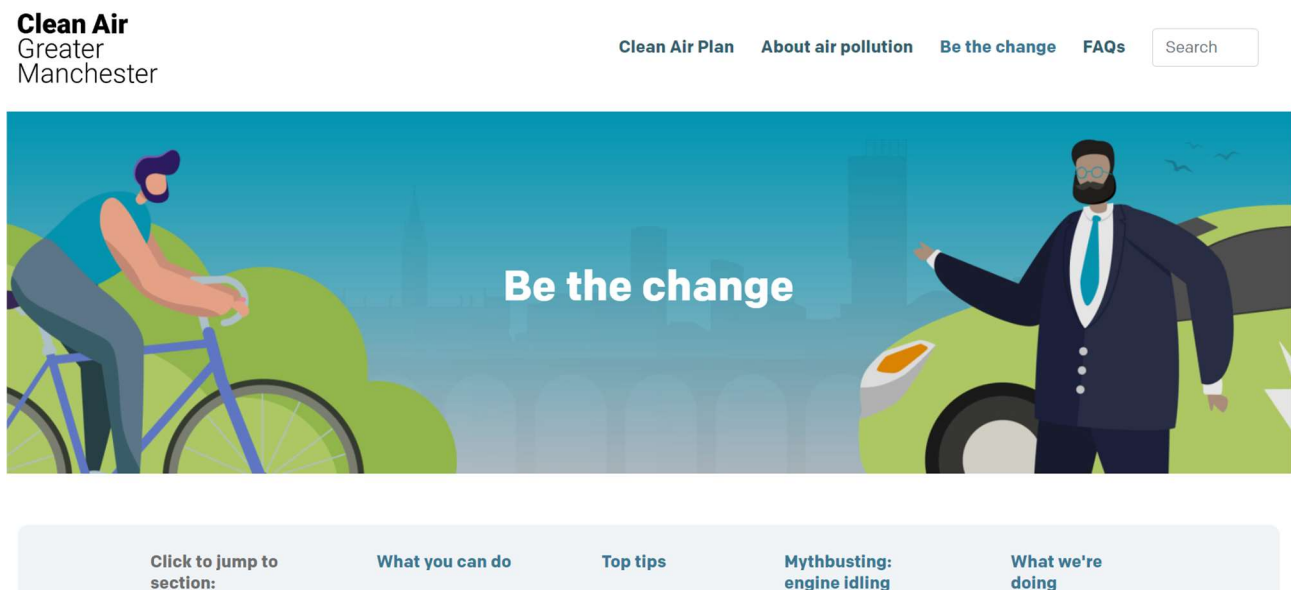 Clean Air
Greater
Manchester
Clean Air Plan
About air pollution
Be the change
FAQs
Search
Be the change
Click to jump to
section:
What you can do
Top tips
Mythbusting:
engine idling
What we're
doing